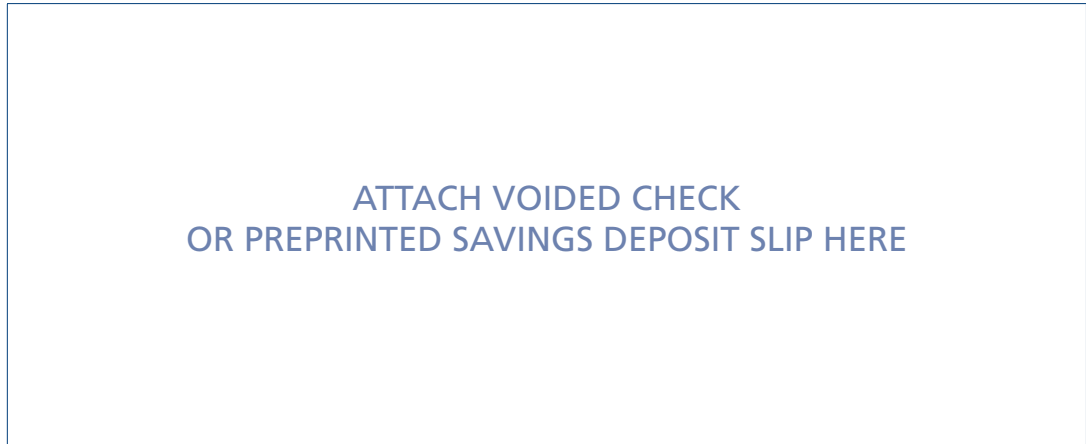 ATTACH VOIDED CHECK
OR PREPRINTED SAVINGS DEPOSIT SLIP HERE